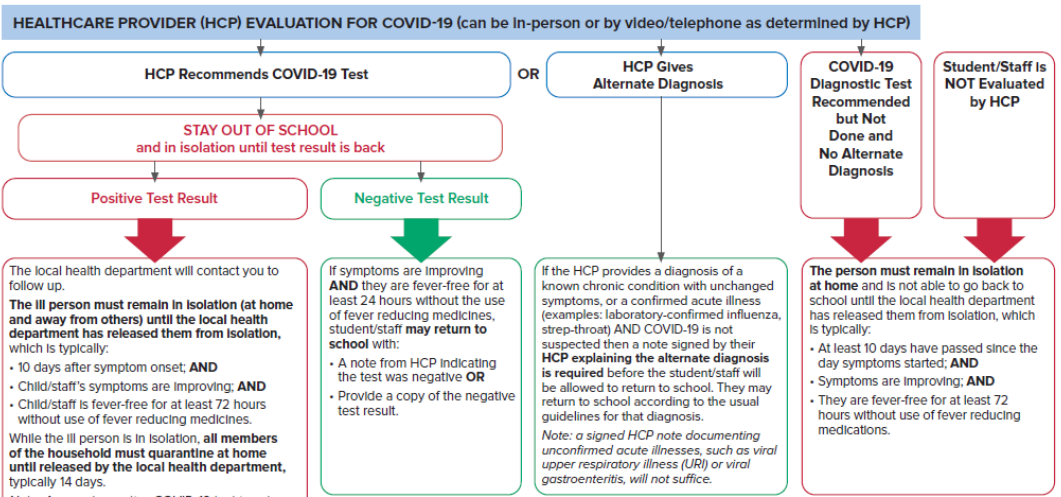 HEALTHCARE PROVIDER (HCP) EVALUATION FOR COVID-19 (can be in-person or by video/telephone as determined by HCP)
HCP Recommends COVID-19 Test
OR
HCP Gives
Alternate Diagnosis
COVID-19
Diagnostic Test
Recommended
but Not
Done and
No Alternate
Diagnosis
Student/Staff is
NOT Evaluated
by HCP
STAY OUT OF SCHOOL
and in isolation until test result is back
Positive Test Result
Negative Test Result
The local health department will contact you to
follow up.
The ill person must remain in isolation (at home
and away from others) until the local health
department has released them from isolation,
which is typically:
• 10 days after symptom onset; AND
• Child/staff's symptoms are improving; AND
• Child/staff is fever-free for at least 72 hours
without use of fever reducing medicines.
While the ill person is in isolation, all members
of the household must quarantine at home
until released by the local health department,
typically 14 days.
If symptoms are improving
AND they are fever-free for at
least 24 hours without the use
of fever reducing medicines,
student/staff may return to
school with:
• A note from HCP indicating
the test was negative OR
• Provide a copy of the negative
test result.
If the HCP provides a diagnosis of a
known chronic condition with unchanged
symptoms, or a confirmed acute illness
(examples: laboratory-confirmed influenza,
strep-throat) AND COVID-19 is not
suspected then a note signed by their
HCP explaining the alternate diagnosis
is required before the student/staff will
be allowed to return to school. They may
return to school according to the usual
guidelines for that diagnosis.
Note: a signed HCP note documenting
unconfirmed acute illnesses, such as viral
upper respiratory illness (URI) or viral
gastroenteritis, will not suffice.
The person must remain in isolation
at home and is not able to go back to
school until the local health department
has released them from isolation, which
is typically:
• At least 10 days have passed since the
day symptoms started; AND
• Symptoms are improving; AND
• They are fever-free for at least 72
hours without use of fever reducing
medications.